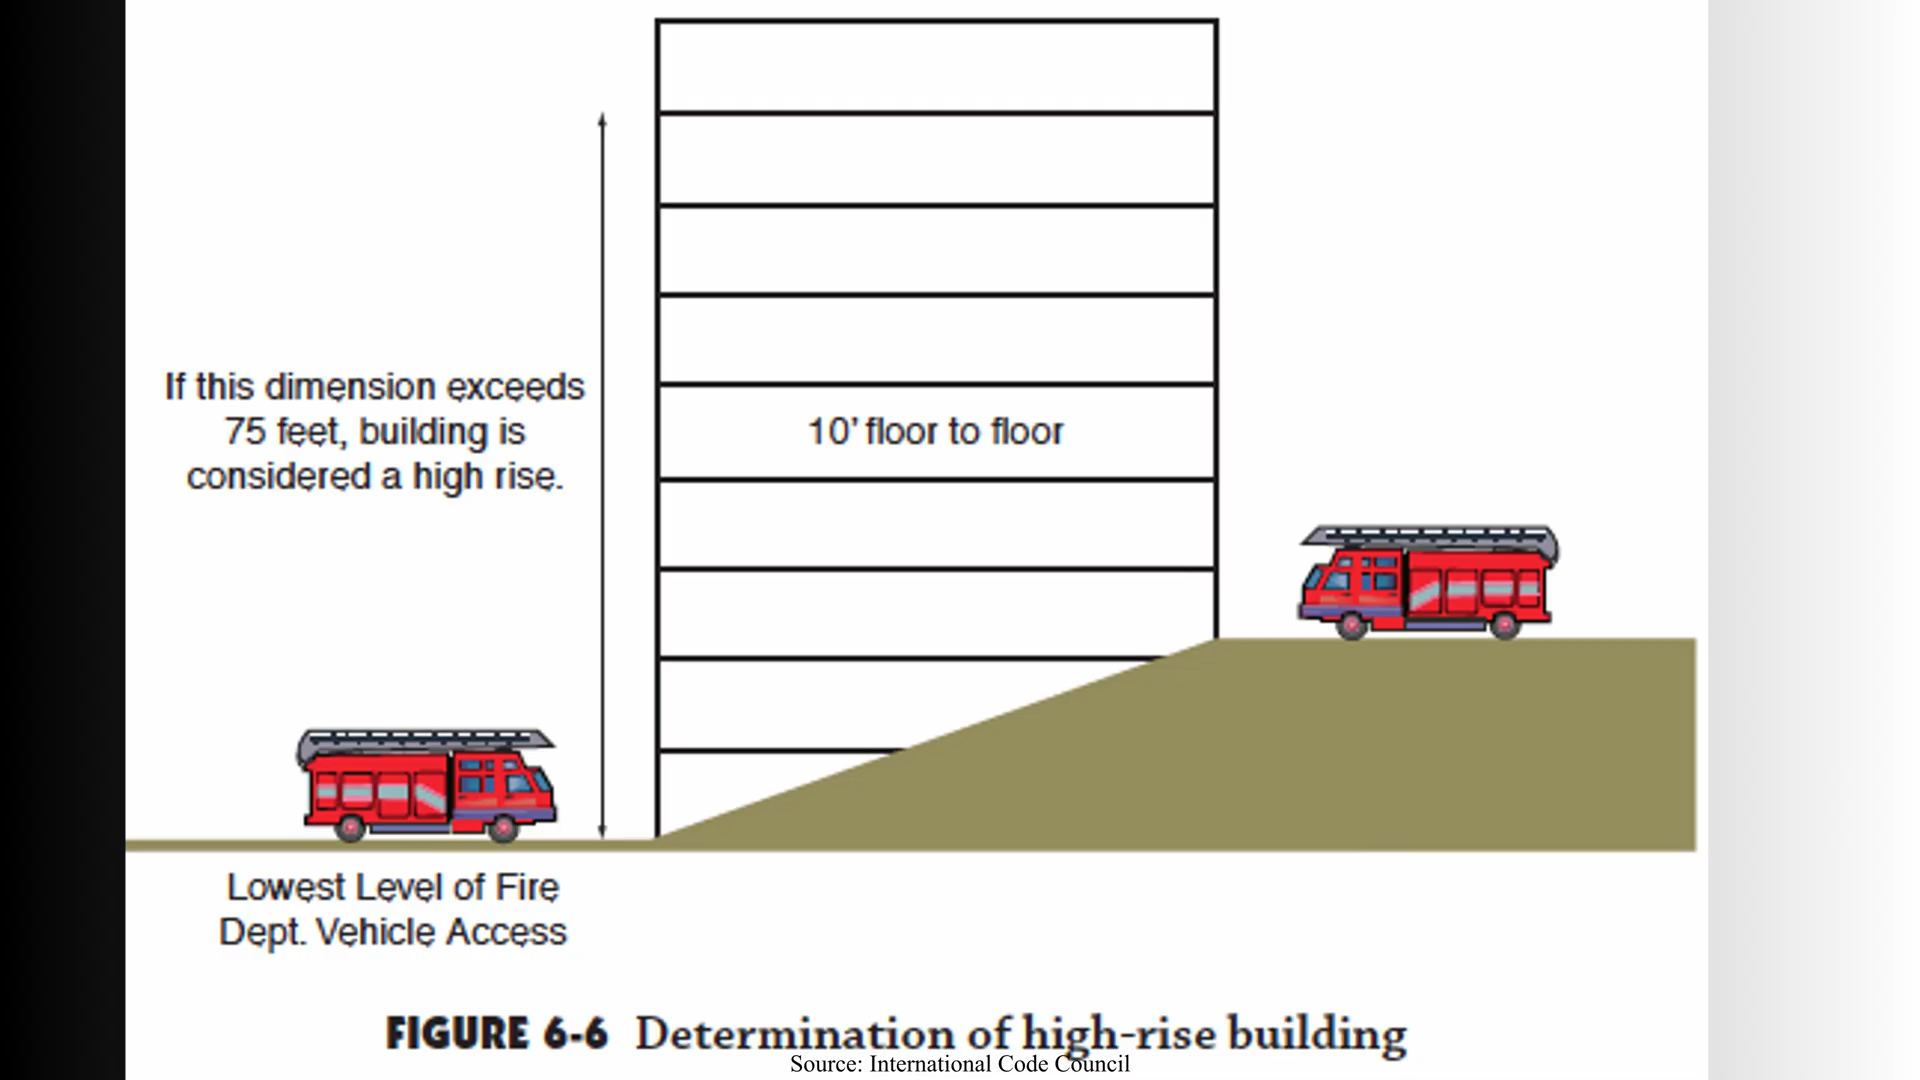 If this dimension exceeds
75 feet, building is
considered a high rise.
10’ floor to floor
Lowest Level of Fire
Dept. Vehicle Access
FIGURE 6-6 Determination of high-rise building
Source: International Code Council